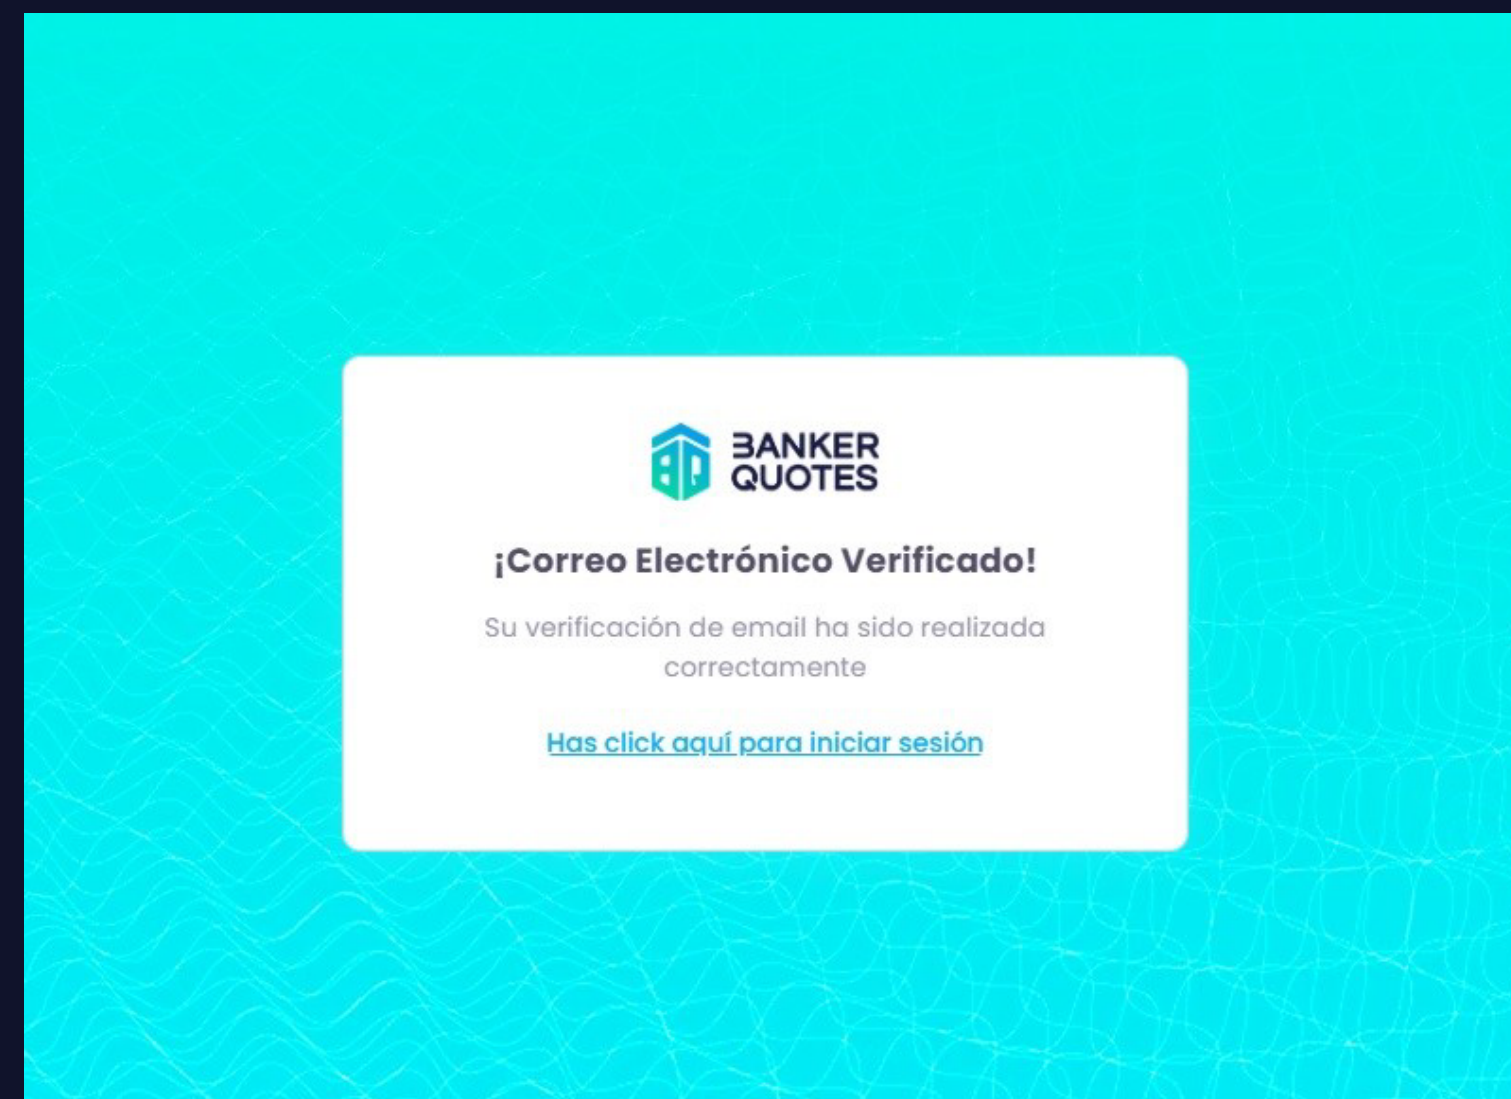 BANKER
QUOTES
¡Correo Electrónico Verificado!
Su verificación de email ha sido realizada
correctamente
Has click aquí para iniciar sesión